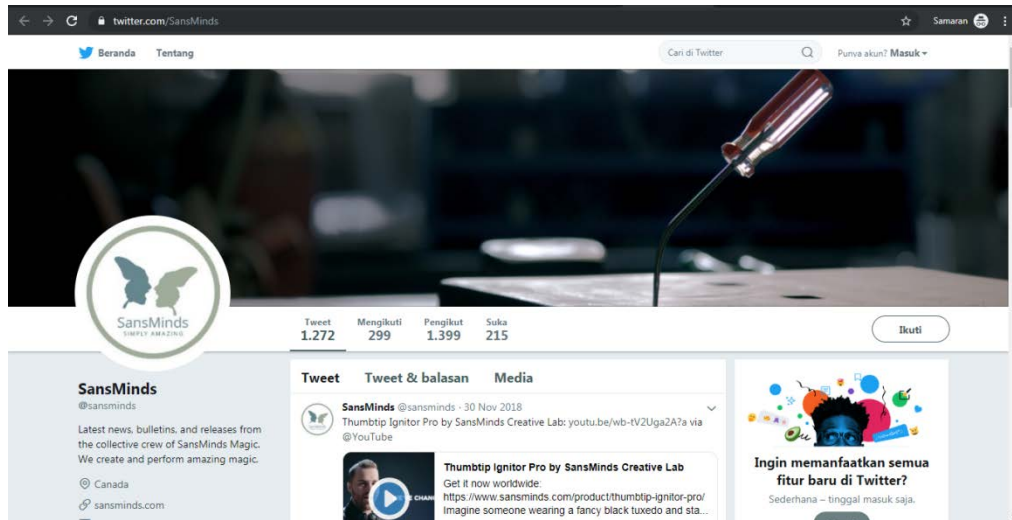 twitter.com/SansMinds
Samaran
Beranda Tentang
Cari di Twitter
Punya akun? Masuk
SansMinds
SIMPLY AMAZING
Tweet Mengikuti Pengikut Suka
1.272 299 1.399 215
Ikuti
SansMinds
@sansminds
Latest news, bulletins, and releases from
the collective crew of SansMinds Magic.
We create and perform amazing magic.
Canada
sansminds.com
Tweet Tweet & balasan Media
SansMinds @sansminds · 30 Nov 2018
Thumbtip Ignitor Pro by SansMinds Creative Lab: youtu.be/wb-tV2Uga2A?a via
@YouTube
E CHANG
Thumbtip Ignitor Pro by SansMinds Creative Lab
Get it now worldwide:
https://www.sansminds.com/product/thumbtip-ignitor-pro/
Imagine someone wearing a fancy black tuxedo and sta...
Ingin memanfaatkan semua
fitur baru di Twitter?
Sederhana – tinggal masuk saja.